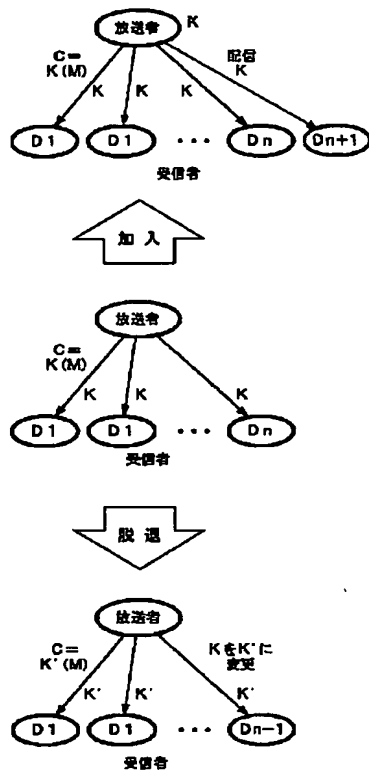 放送者 K
C=
K(M)
配信
K
K K K
D1 D1 ・・・ Dn Dn+1
受信者
加入
放送者
C=
K(M)
K K K
D1 D1 ・・・ Dn
受信者
脱退
放送者
C=
K'(M)
KをK'に
変更
K' K' K'
D1 D1 ・・・ Dn-1
受信者